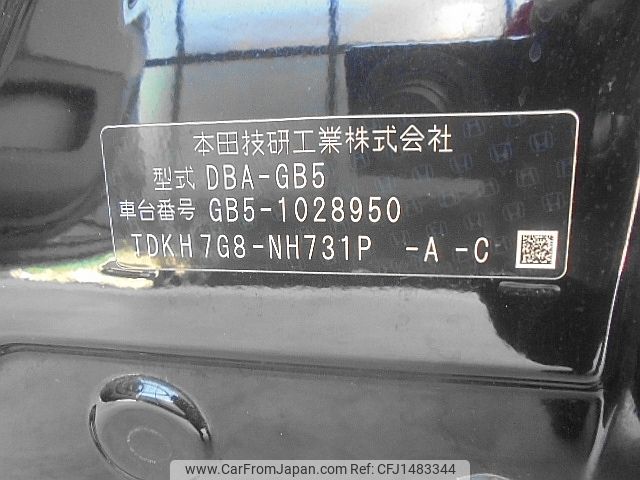 本田技研工業株式会社
型式 DBA-GB5
車台番号 GB5-1028950
TDKH7G8-NH731P -A -C
www.CarFromJapan.com | CFJ1483344